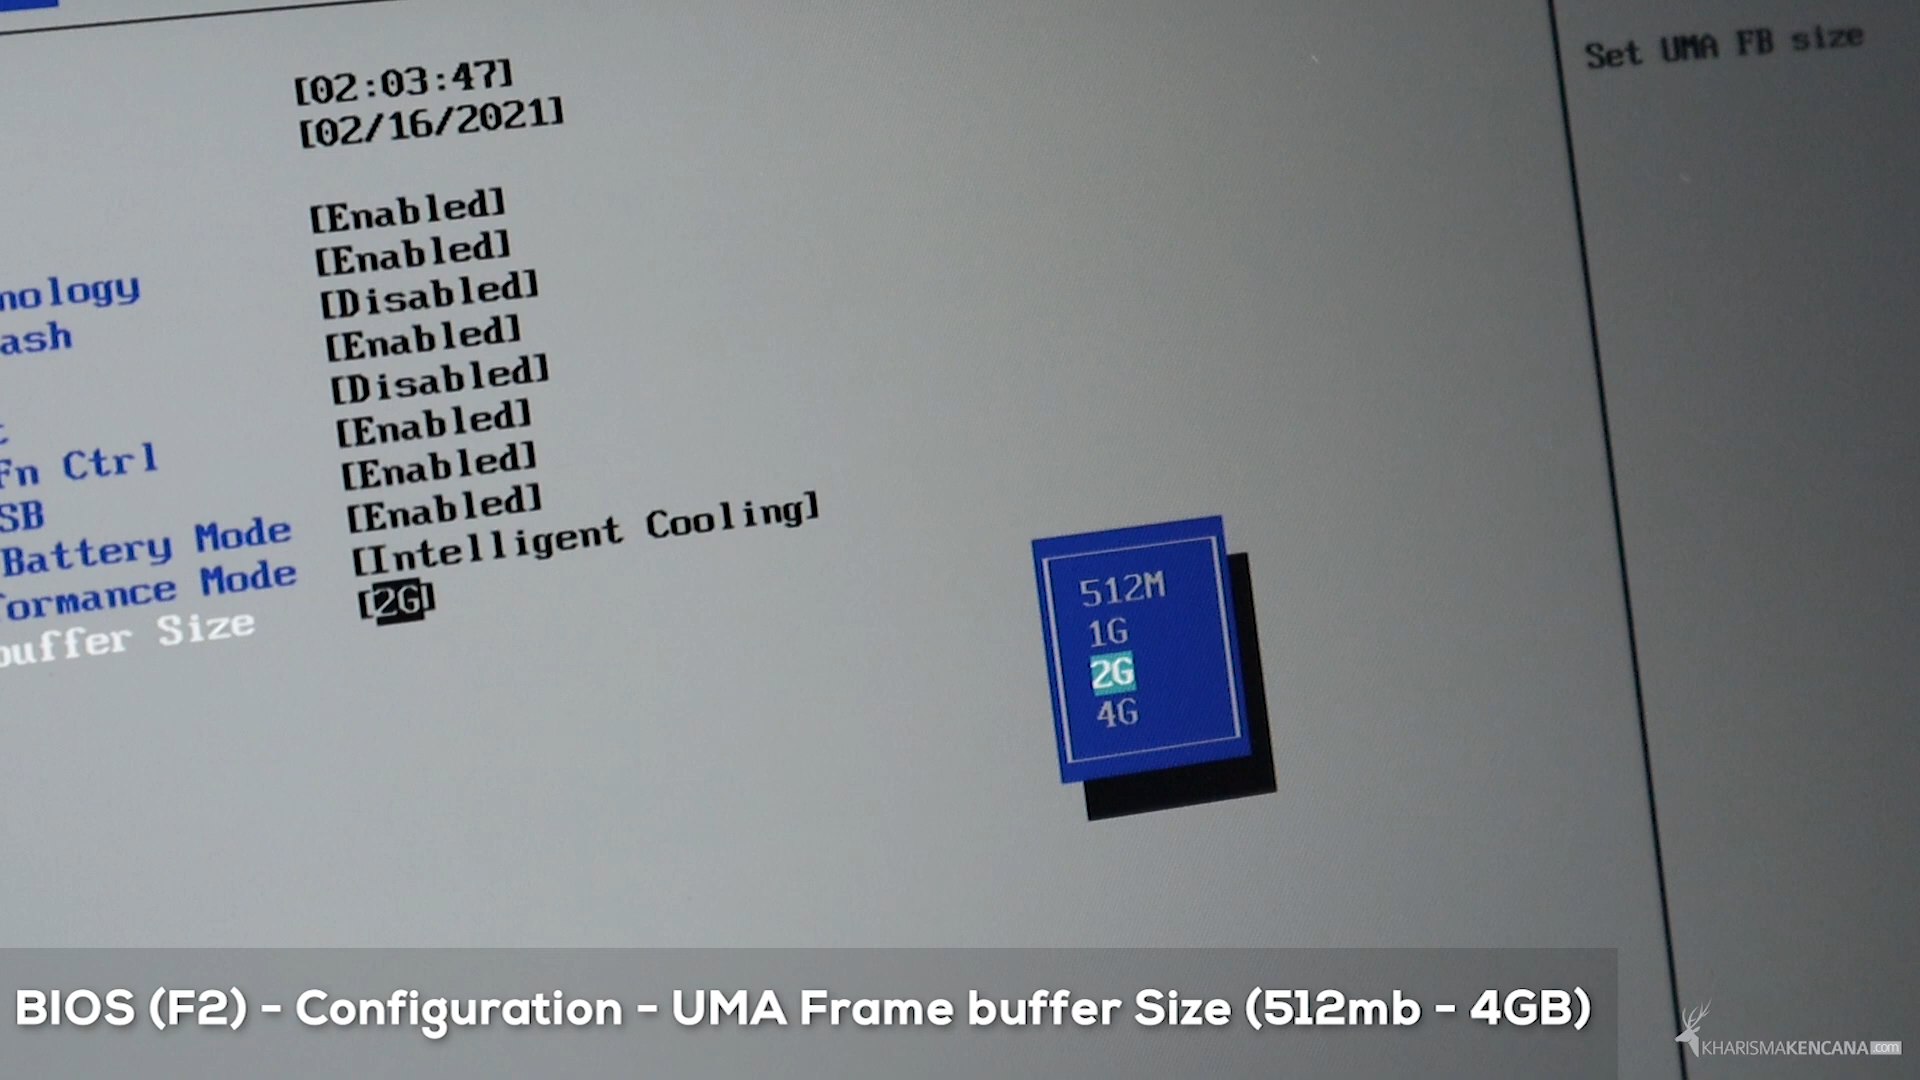 Set UMA FB size
[02:03:47]
[02/16/2021]
[Enabled]
[Enabled]
nology [Disabled]
ash [Enabled]
[Disabled]
[Enabled]
Fn Ctrl [Enabled]
SB [Enabled]
Battery Mode [Intelligent Cooling]
formance Mode [2G]
buffer Size
512M
1G
2G
4G
BIOS (F2) - Configuration - UMA Frame buffer Size (512mb - 4GB)
KHARISMAKENCANA.com